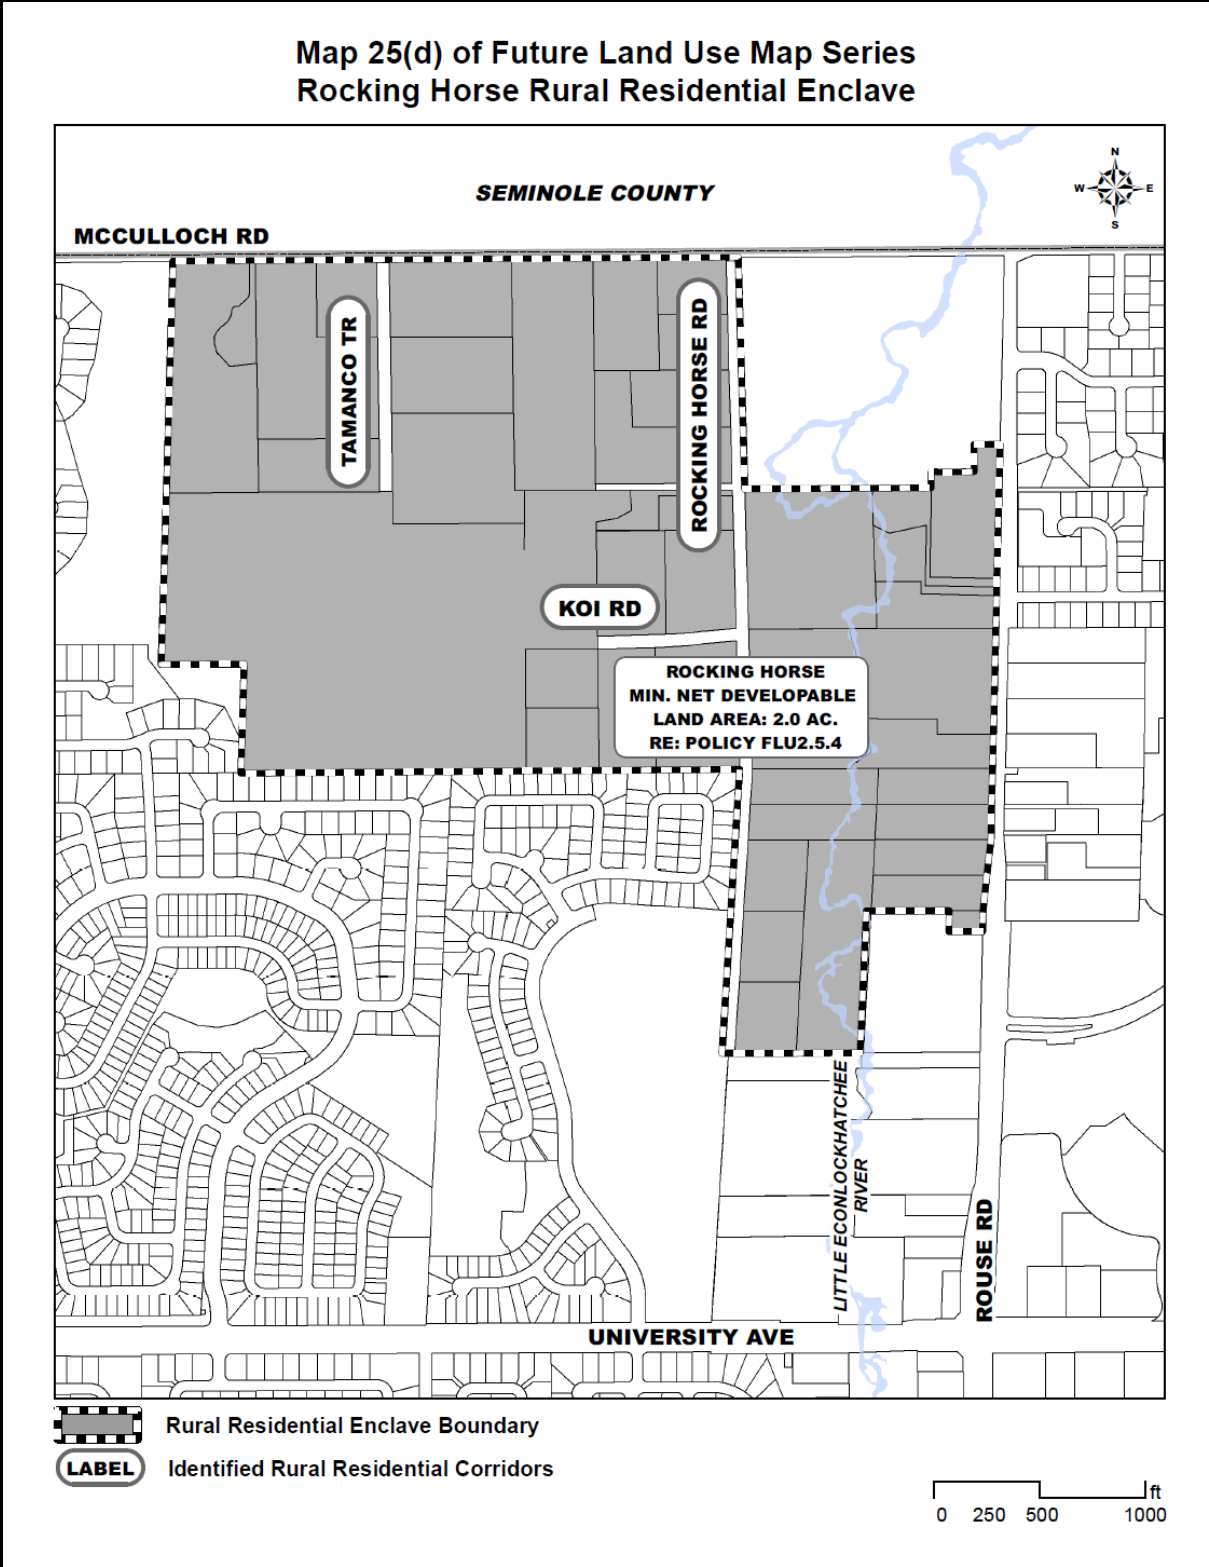 Map 25(d) of Future Land Use Map Series
Rocking Horse Rural Residential Enclave
N
W
E
S
SEMINOLE COUNTY
MCCULLOCH RD
TAMANCO TR
ROCKING HORSE RD
KOI RD
ROCKING HORSE
MIN. NET DEVELOPABLE
LAND AREA: 2.0 AC.
RE: POLICY FLU2.5.4
LITTLE ECONLOCKHATCHEE
RIVER
ROUSE RD
UNIVERSITY AVE
Rural Residential Enclave Boundary
LABEL
Identified Rural Residential Corridors
ft
0 250 500 1000